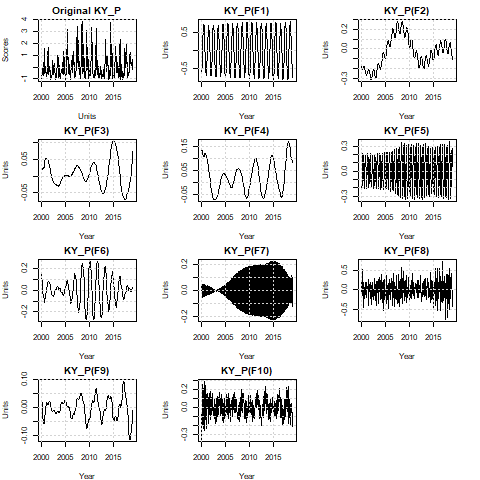 Original KY_P
KY_P(F1)
KY_P(F2)
Scores
-1 1 2 3 4
2000 2005 2010 2015
Units
Units
-0.5 0.5
2000 2005 2010 2015
Year
Units
-0.3 0.0 0.2
2000 2005 2010 2015
Year
KY_P(F3)
KY_P(F4)
KY_P(F5)
Units
-0.05 0.05
2000 2005 2010 2015
Year
Units
-0.05 0.05 0.15
2000 2005 2010 2015
Year
Units
-0.3 0.0 0.3
2000 2005 2010 2015
Year
KY_P(F6)
KY_P(F7)
KY_P(F8)
Units
-0.2 0.0 0.2
2000 2005 2010 2015
Year
Units
-0.2 0.0 0.2
2000 2005 2010 2015
Year
Units
-0.5 0.0 0.5
2000 2005 2010 2015
Year
KY_P(F9)
KY_P(F10)
Units
-0.10 0.00 0.10
2000 2005 2010 2015
Year
Units
-0.3 0.0 0.2
2000 2005 2010 2015
Year